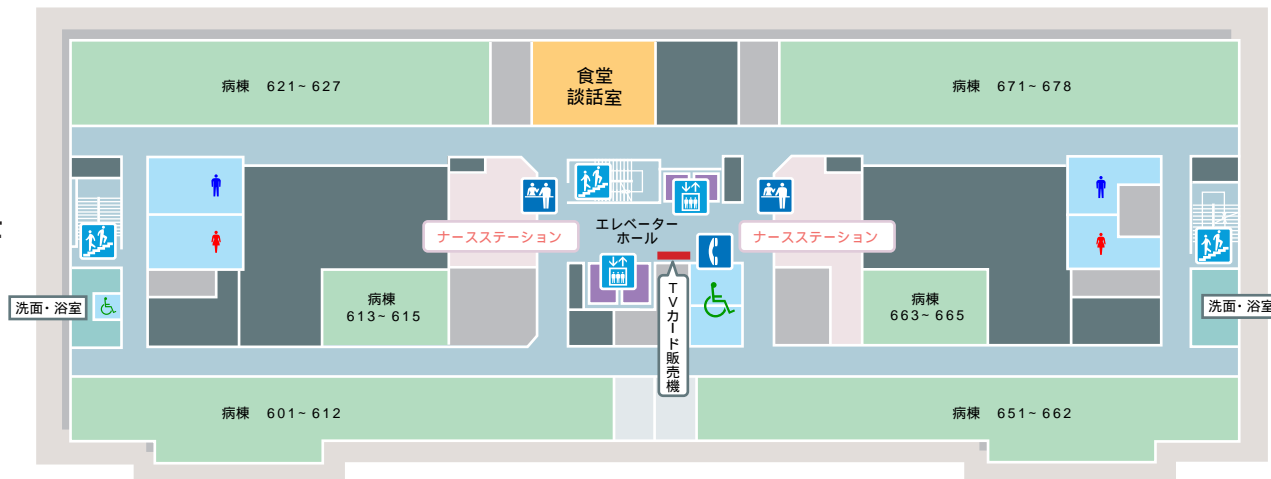 病棟 621~627
食堂
談話室
病棟 671~678
エレベーター
ホール
ナースステーション
ナースステーション
洗面・浴室
病棟
613~615
TVカード販売機
病棟
663~665
洗面・浴室
病棟 601~612
病棟 651~662